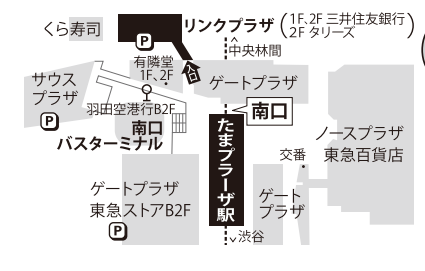 くら寿司
P
リンクプラザ
1F、2F 三井住友銀行
2F タリーズ
中央林間
有隣堂
1F、2F
入口
サウス
プラザ
P
ゲートプラザ
羽田空港行B2F
南口
バスターミナル
南口
たまプラーザ駅
ノースプラザ
東急百貨店
交番
ゲートプラザ
東急ストアB2F
P
ゲート
プラザ
渋谷